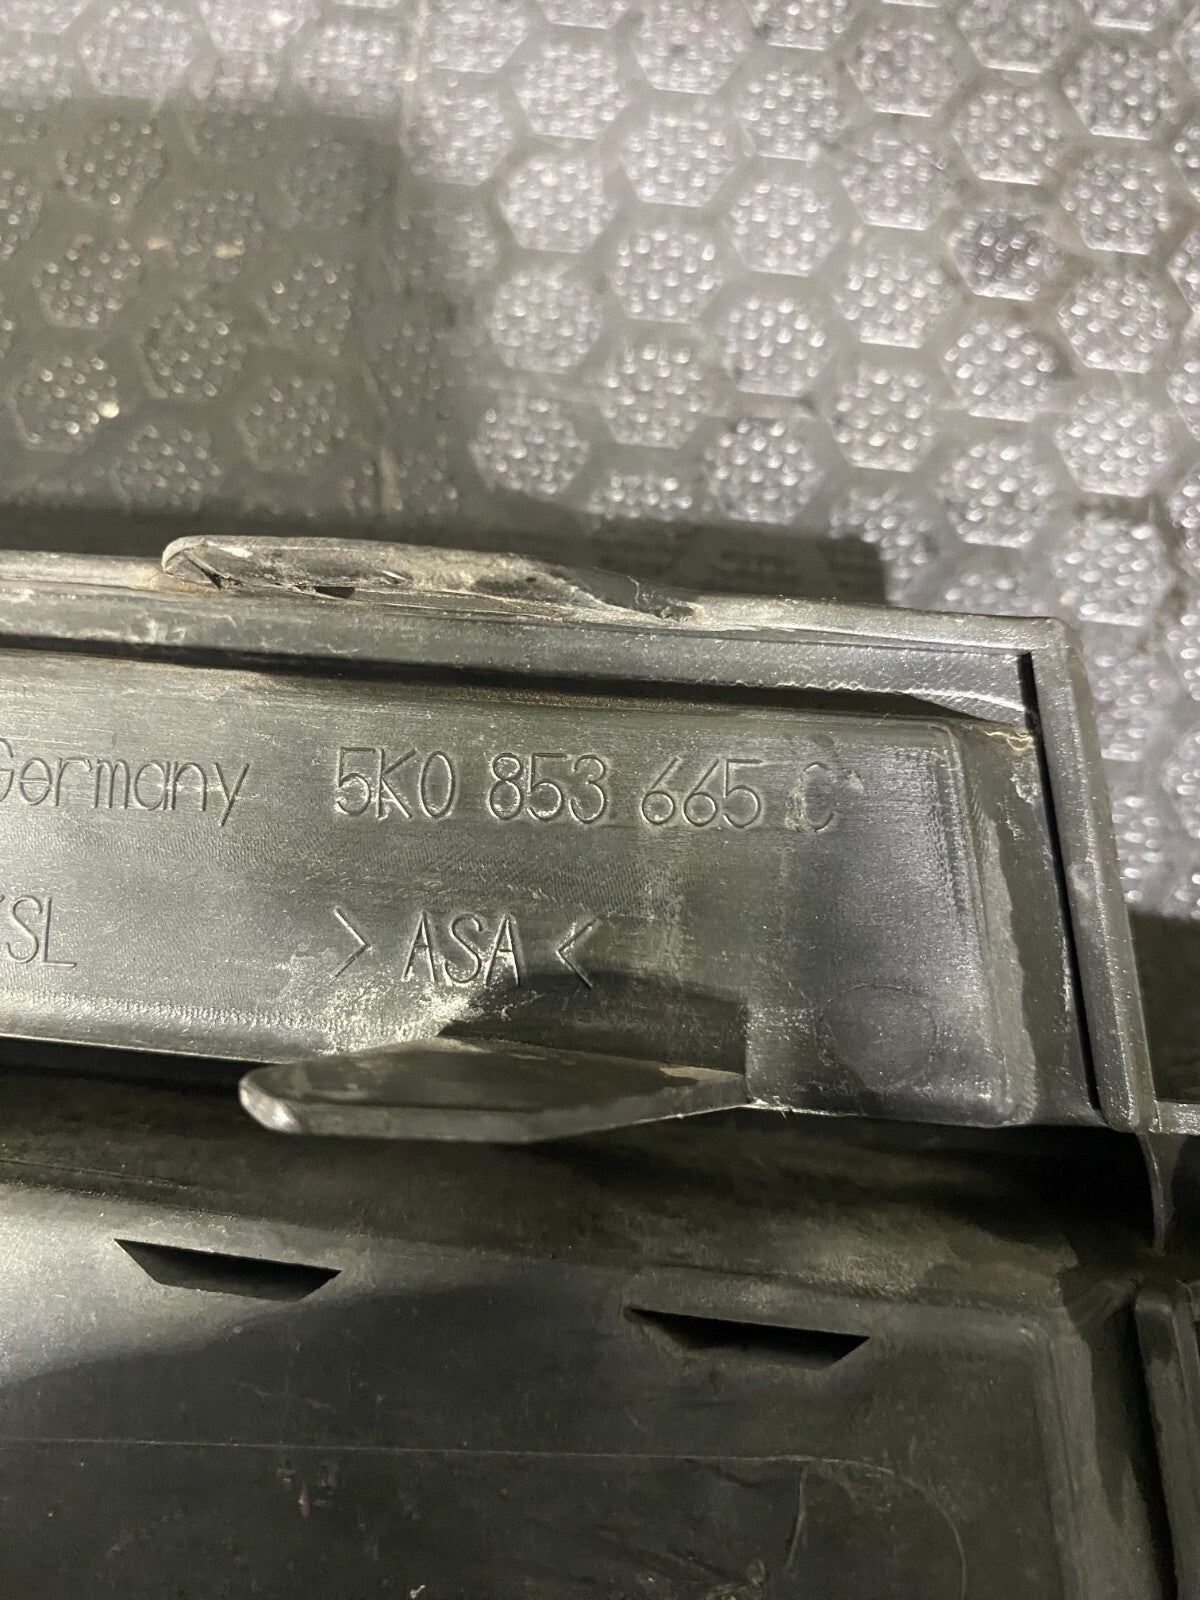 Germany 5K0 853 665 C
SL >ASA<